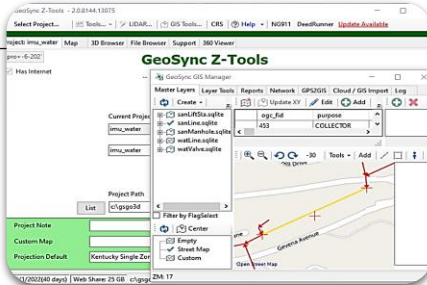 GeoSync Z-Tools - 2.0.8144.13075
Select Project... Tools... LIDAR... GIS Tools... CRS Help NG911 DeedRunner Update Available
Project: imu_water Map 3D Browser File Browser Support 360 Viewer
GeoSync Z-Tools
Has Internet
Current Projec
imu_water
imu_water
Project Path
List c:\gsgo3d
Project Note
Custom Map
Projection Default Kentucky Single Zor
/2022(40 days) Web Share: 25 GB c:\gsgo
GeoSync GIS Manager
Master Layers Layer Tools Reports Network GPS2GIS Cloud / GIS Import Log
Create Update XY Edit Add
sanLiftSta.sqlite
sanLine.sqlite
sanManhole.sqlite
watLine.sqlite
watValve.sqlite
ogc_fid purpose
453 COLLECTOR
-30 Tools Add
Filter by FlagSelect
Center
Empty
Street Map
Custom
Gevena Avenue
Open Street Map
ZM: 17